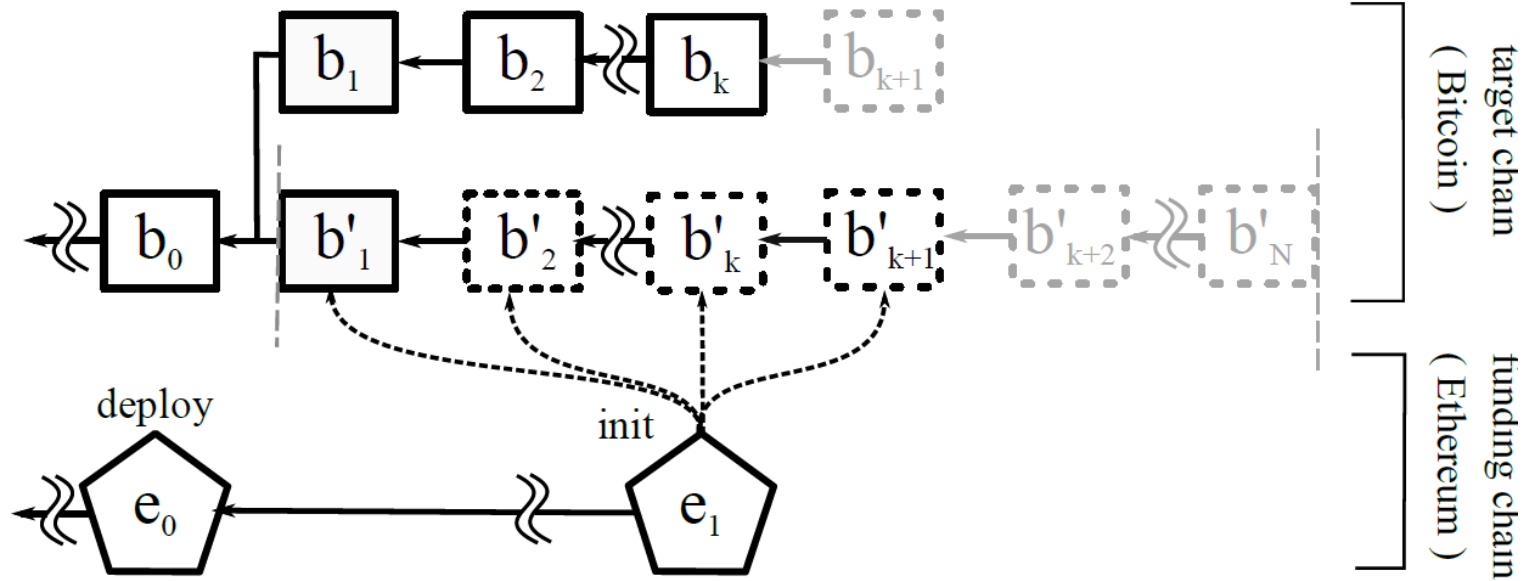 b₁ b₂ bₖ bₖ₊₁
b₀ b'₁ b'₂ b'ₖ b'ₖ₊₁ b'ₖ₊₂ b'_N
target chain
( Bitcoin )
deploy
init
e₀ e₁
funding chain
( Ethereum )